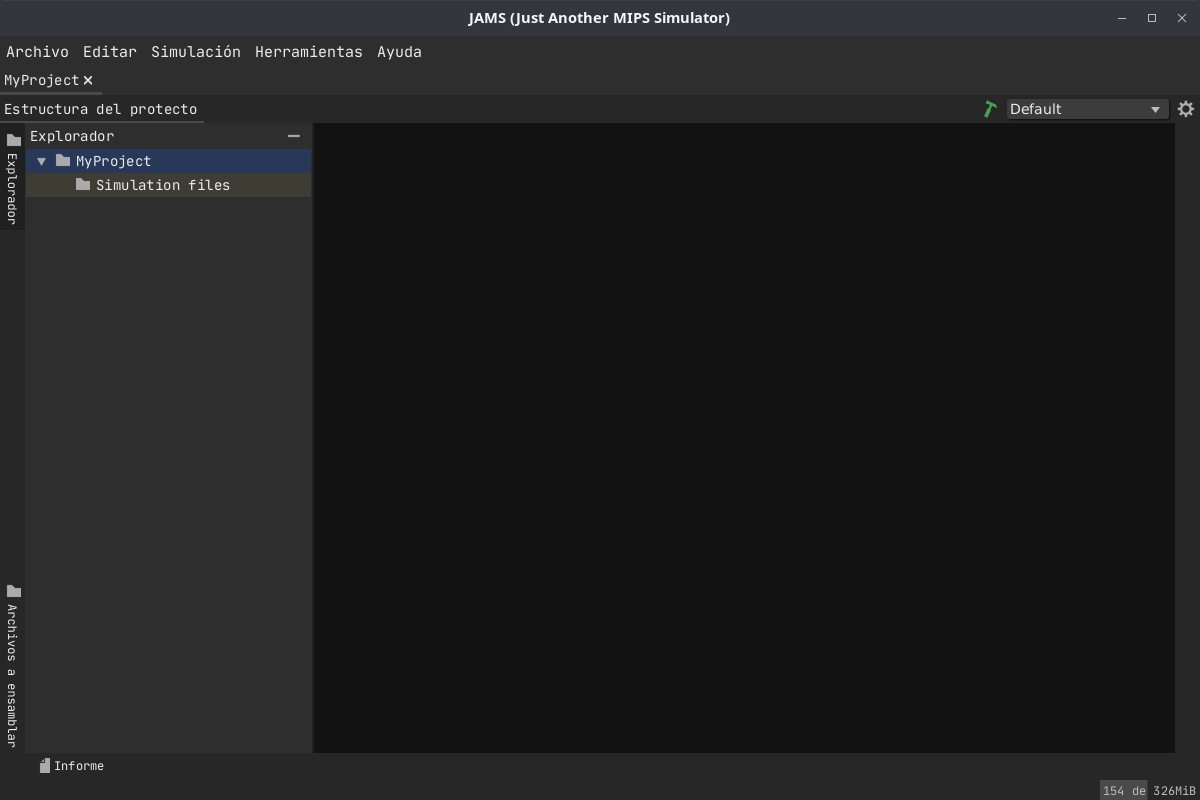 JAMS (Just Another MIPS Simulator)
Archivo Editar Simulación Herramientas Ayuda
MyProject
Estructura del protecto
Default
Explorador
Explorador
MyProject
Simulation files
Archivos a ensamblar
Informe
154 de 326MiB